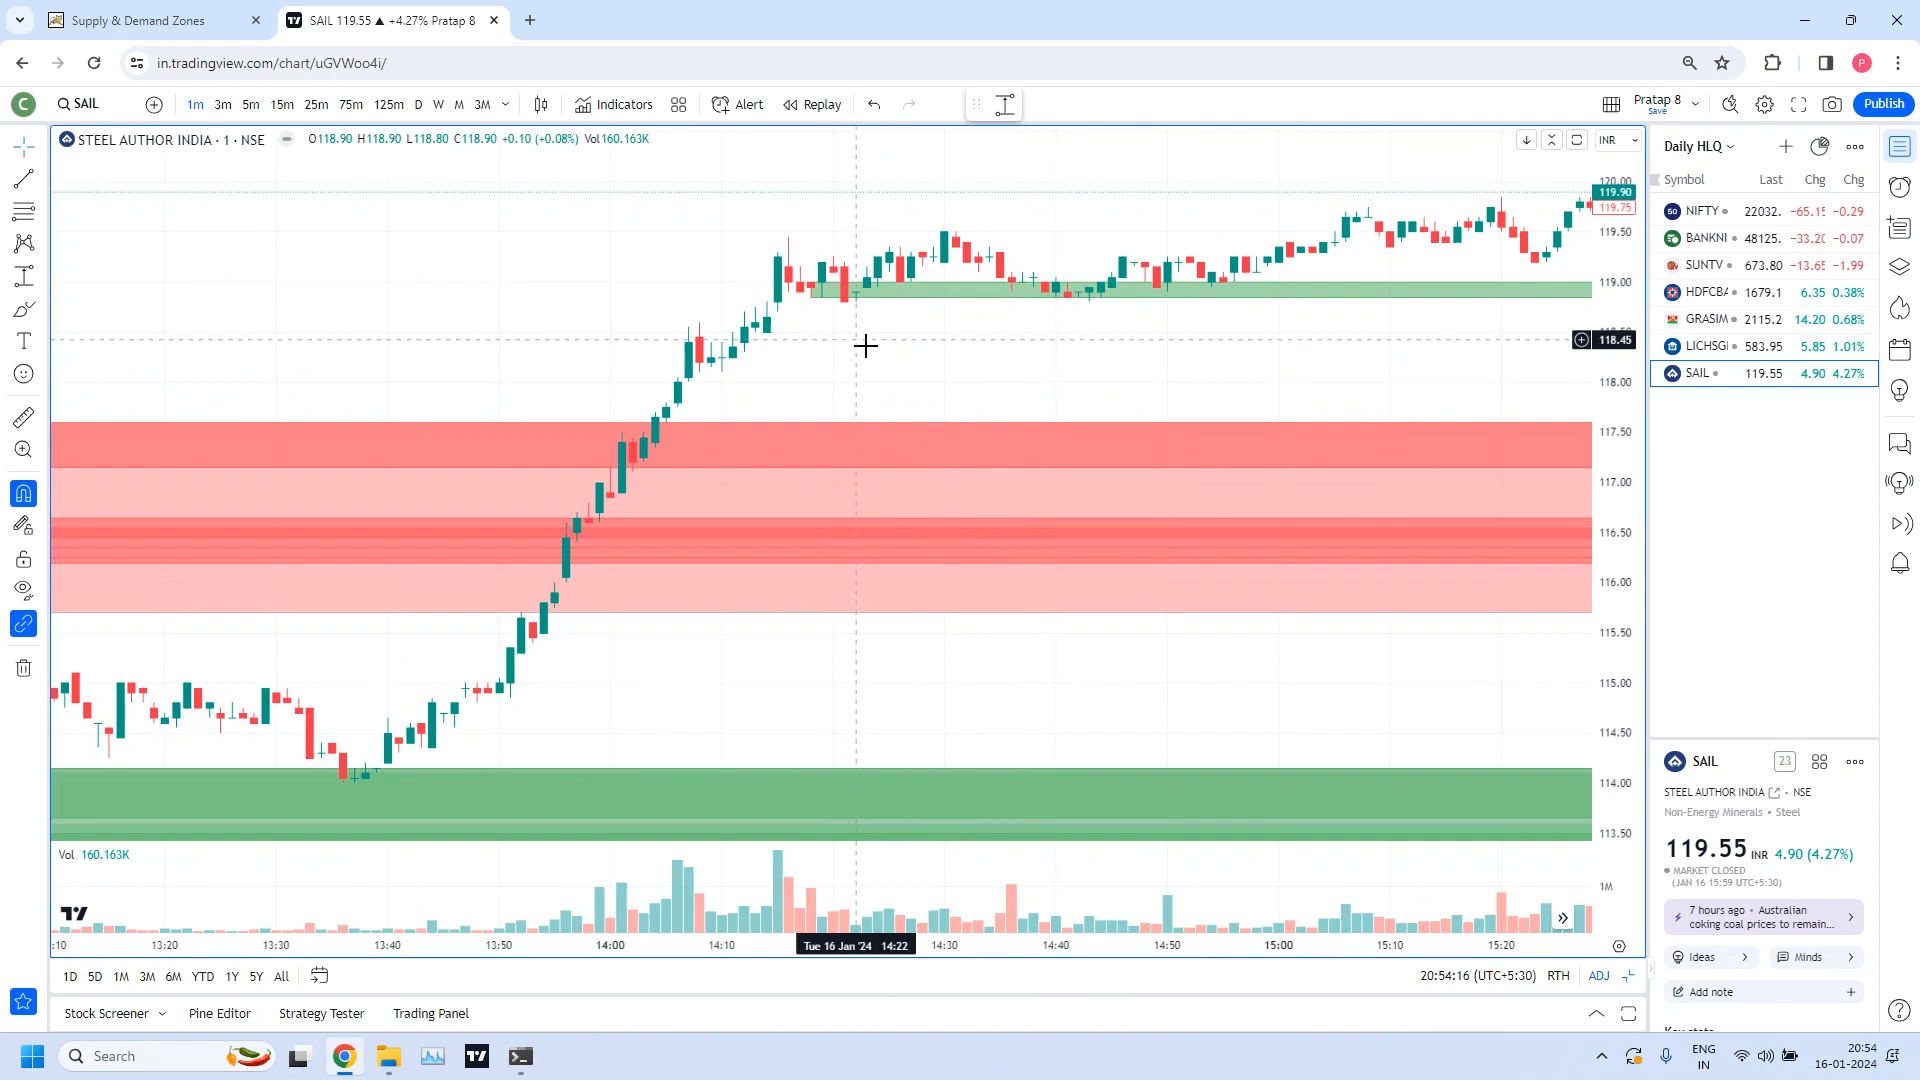 Supply & Demand Zones
SAIL 119.55 ▲ +4.27% Pratap 8
in.tradingview.com/chart/uGVWoo4i/
P
C
SAIL
1m 3m 5m 15m 25m 75m 125m D W M 3M
Indicators
Alert
Replay
Pratap 8
Save
Publish
STEEL AUTHOR INDIA · 1 · NSE
O118.90 H118.90 L118.80 C118.90 +0.10 (+0.08%) Vol160.163K
INR
120.00
119.90
119.75
119.50
119.00
118.45
118.00
117.50
117.00
116.50
116.00
115.50
115.00
114.50
114.00
113.50
1M
Vol 160.163K
:10 13:20 13:30 13:40 13:50 14:00 14:10 Tue 16 Jan '24 14:22 14:30 14:40 14:50 15:00 15:10 15:20
1D 5D 1M 3M 6M YTD 1Y 5Y All
20:54:16 (UTC+5:30) RTH ADJ
Stock Screener Pine Editor Strategy Tester Trading Panel
Daily HLQ
Symbol Last Chg Chg
NIFTY 22032. −65.15 −0.29
BANKNI 48125. −33.20 −0.07
SUNTV 673.80 −13.65 −1.99
HDFCBA 1679.1 6.35 0.38%
GRASIM 2115.2 14.20 0.68%
LICHSGI 583.95 5.85 1.01%
SAIL 119.55 4.90 4.27%
SAIL
23
STEEL AUTHOR INDIA - NSE
Non-Energy Minerals • Steel
119.55 INR 4.90 (4.27%)
MARKET CLOSED
(JAN 16 15:59 UTC+5:30)
7 hours ago • Australian
coking coal prices to remain...
Ideas
Minds
Add note
Search
ENG
IN
20:54
16-01-2024